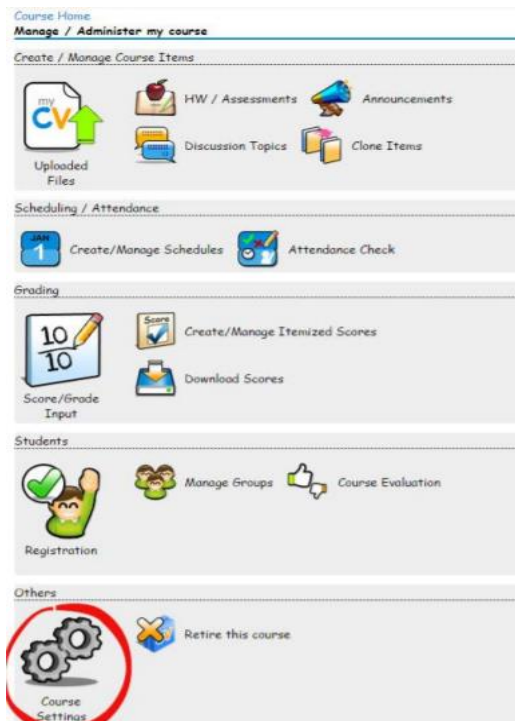 Course Home
Manage / Administer my course
Create / Manage Course Items
my
CV
Uploaded
Files
HW / Assessments
Announcements
Discussion Topics
Clone Items
Scheduling / Attendance
JAN
1
Create/Manage Schedules
Attendance Check
Grading
10
10
Score/Grade
Input
Score
Create/Manage Itemized Scores
Download Scores
Students
Registration
Manage Groups
Course Evaluation
Others
Course
Settings
Retire this course